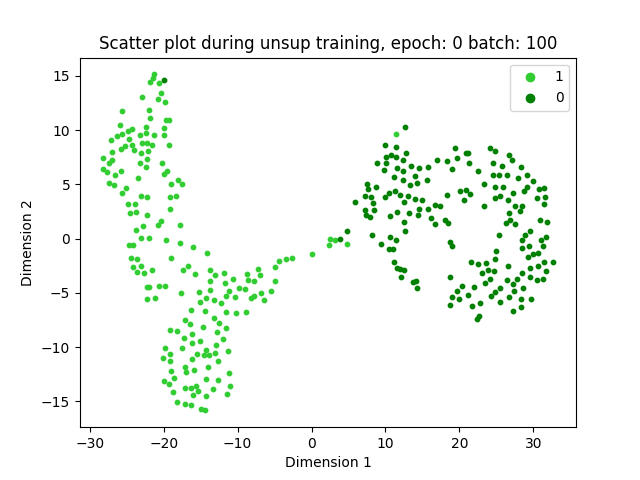 Scatter plot during unsup training, epoch: 0 batch: 100
1
0
15
10
5
0
−5
−10
−15
Dimension 2
−30 −20 −10 0 10 20 30
Dimension 1